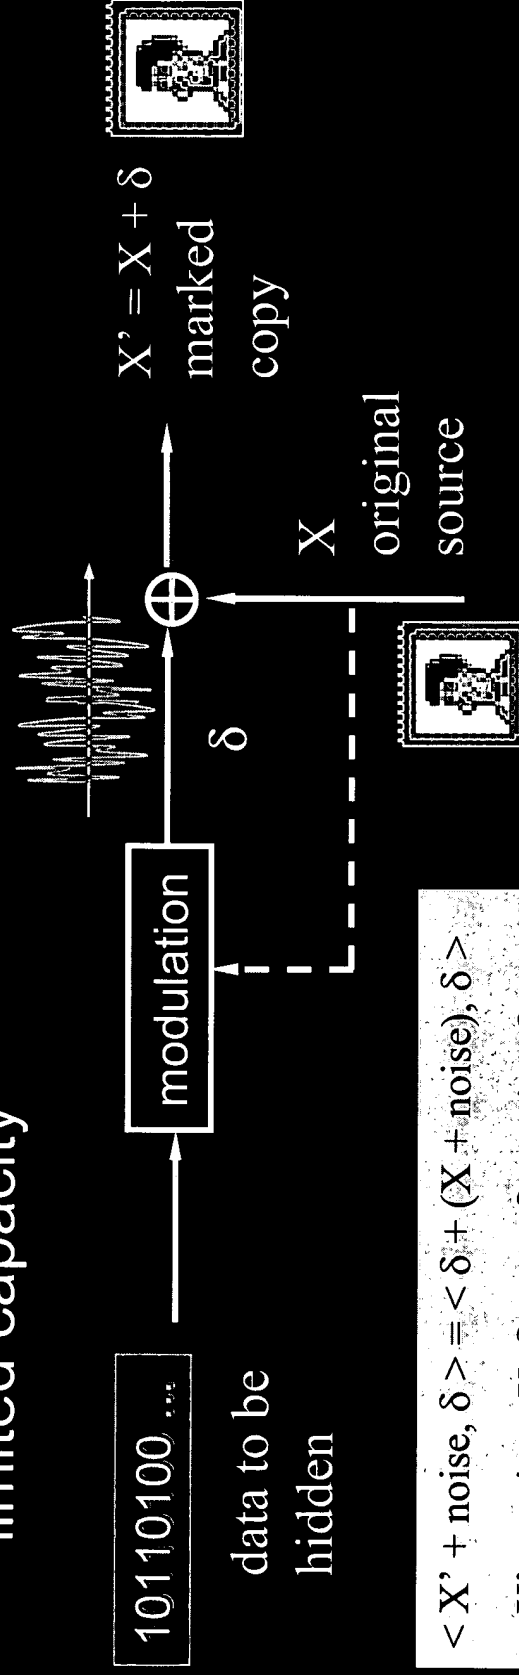 limited capacity
10110100 ...
data to be
hidden
modulation
δ
X' = X + δ
marked
copy
X
original
source
< X' + noise, δ > = < δ + (X + noise), δ >